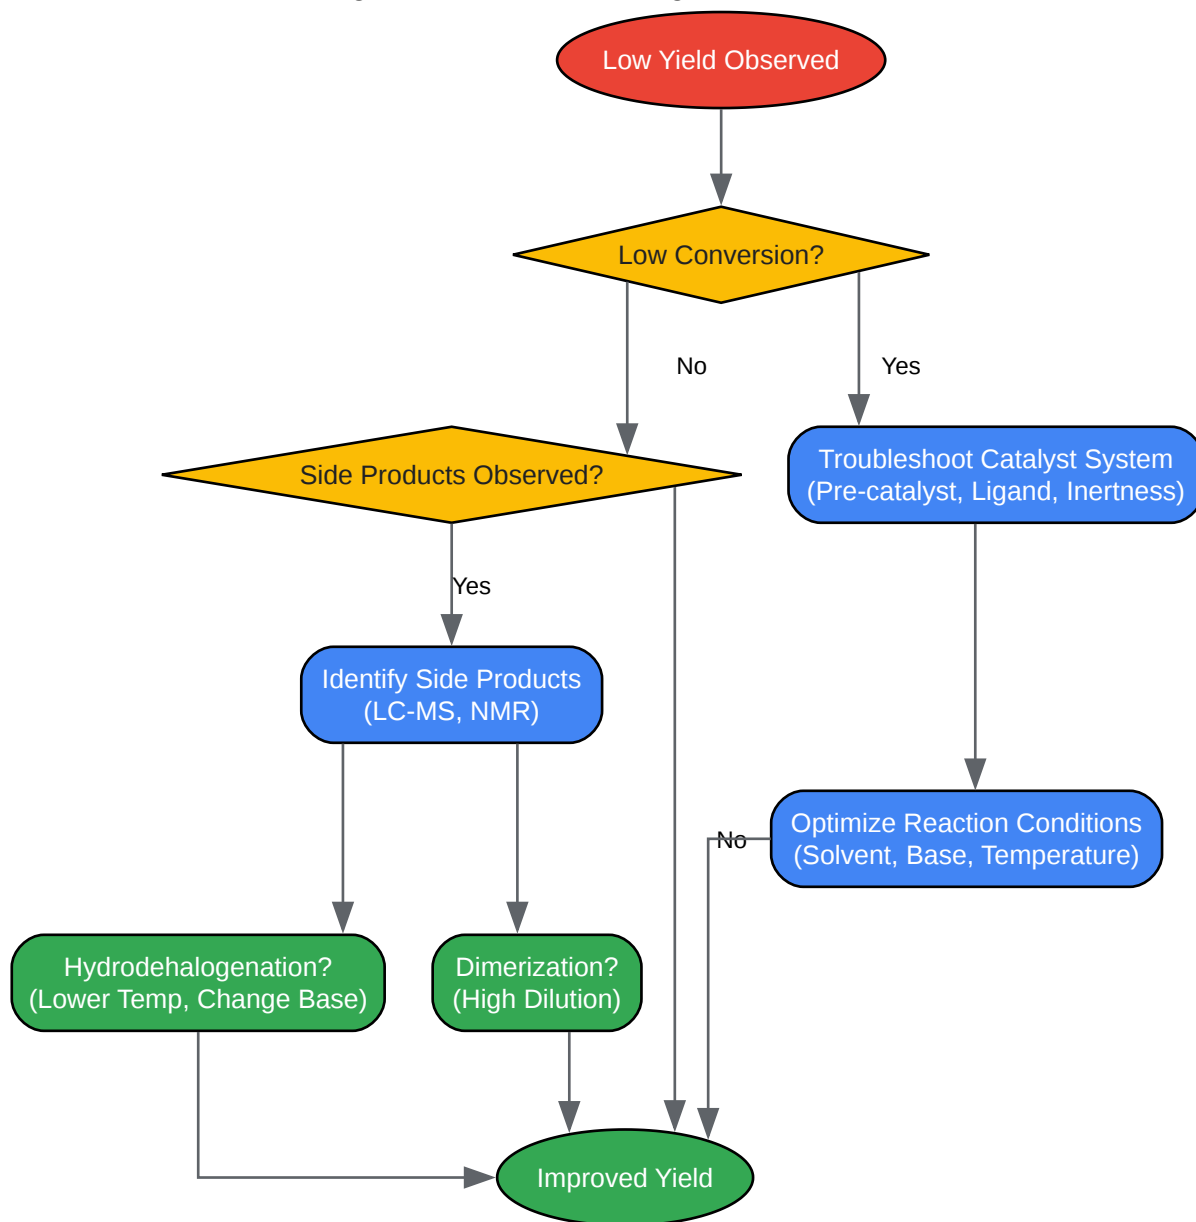 Low Yield Observed
Low Conversion?
No
Yes
Side Products Observed?
Troubleshoot Catalyst System
(Pre-catalyst, Ligand, Inertness)
Yes
Identify Side Products
(LC-MS, NMR)
Optimize Reaction Conditions
(Solvent, Base, Temperature)
No
Hydrodehalogenation?
(Lower Temp, Change Base)
Dimerization?
(High Dilution)
Improved Yield